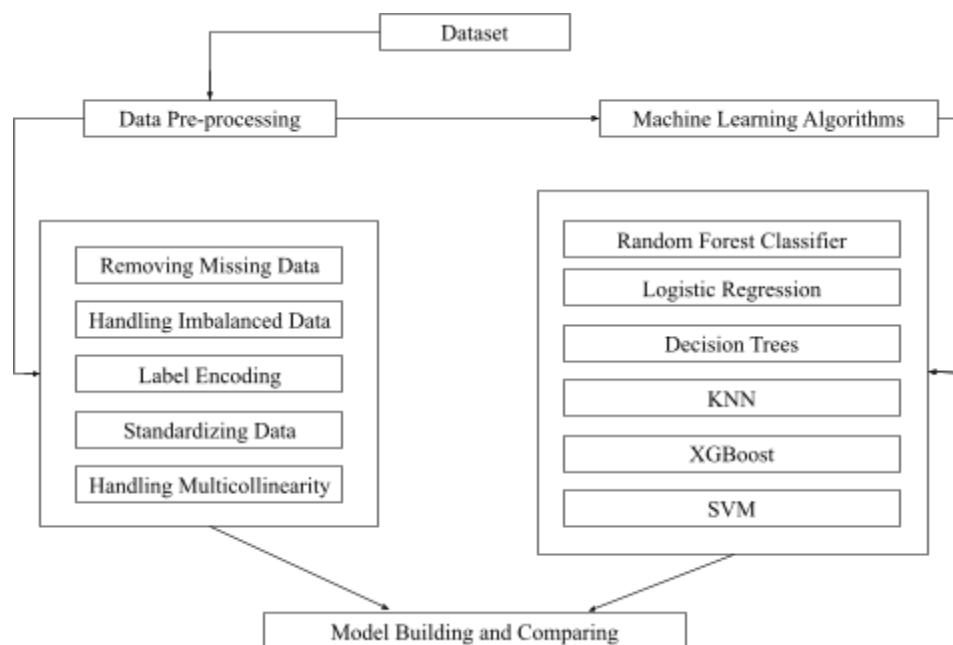 Dataset
Data Pre-processing
Machine Learning Algorithms
Removing Missing Data
Handling Imbalanced Data
Label Encoding
Standardizing Data
Handling Multicollinearity
Random Forest Classifier
Logistic Regression
Decision Trees
KNN
XGBoost
SVM
Model Building and Comparing